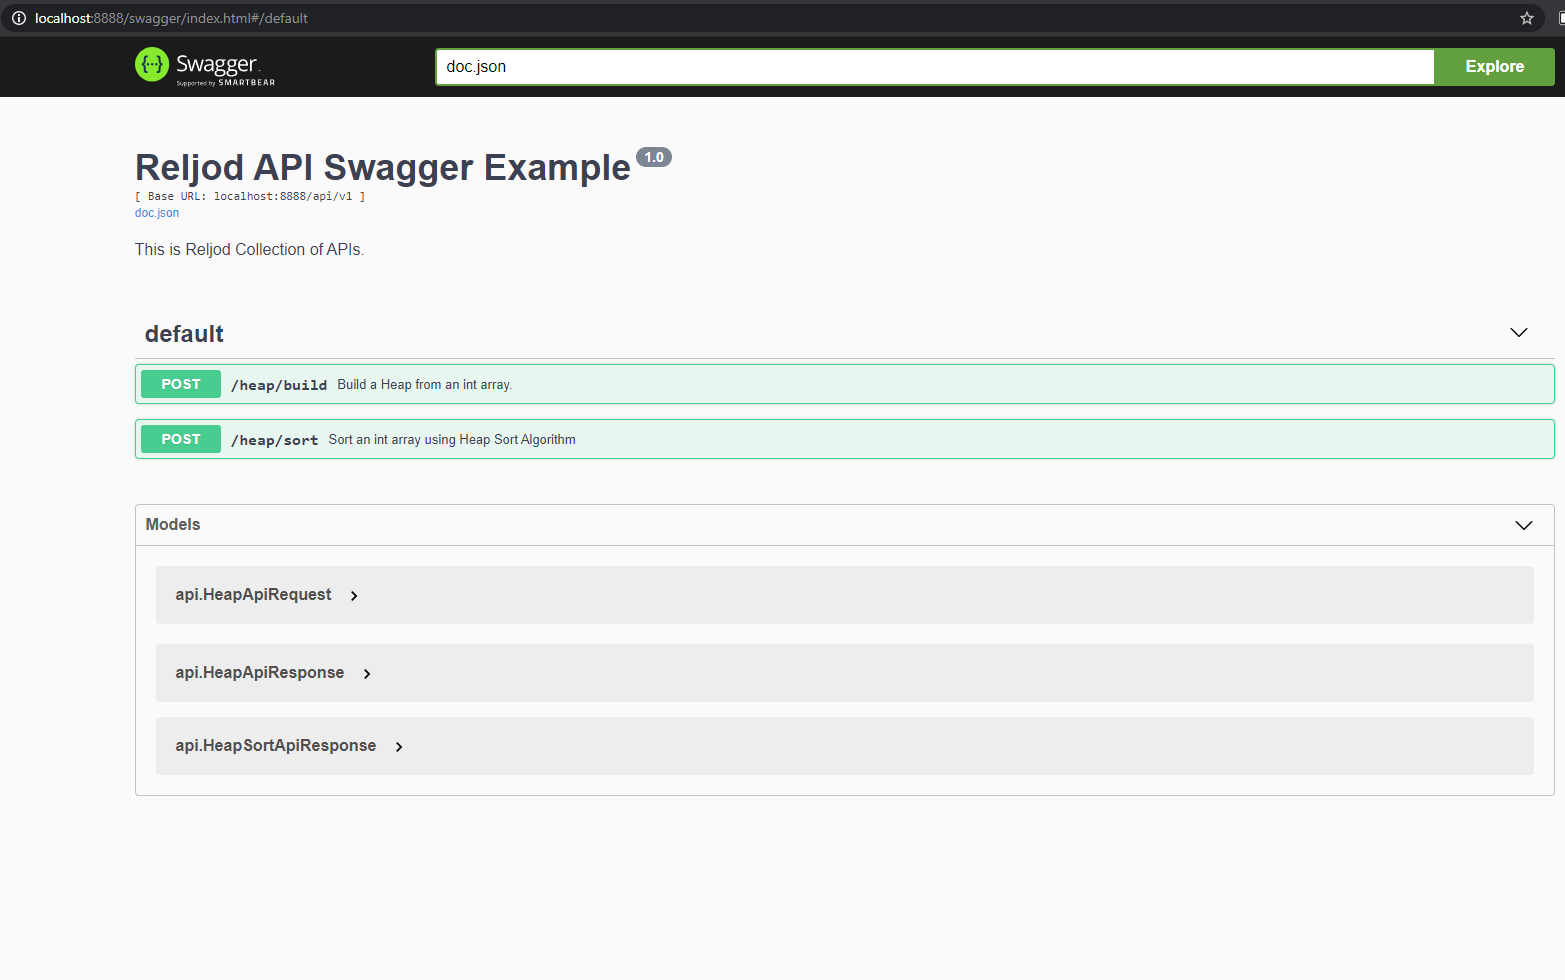 localhost:8888/swagger/index.html#/default
Swagger
Supported by SMARTBEAR
doc.json
Explore
Reljod API Swagger Example 1.0
[ Base URL: localhost:8888/api/v1 ]
doc.json
This is Reljod Collection of APIs.
default
POST /heap/build Build a Heap from an int array.
POST /heap/sort Sort an int array using Heap Sort Algorithm
Models
api.HeapApiRequest
api.HeapApiResponse
api.HeapSortApiResponse